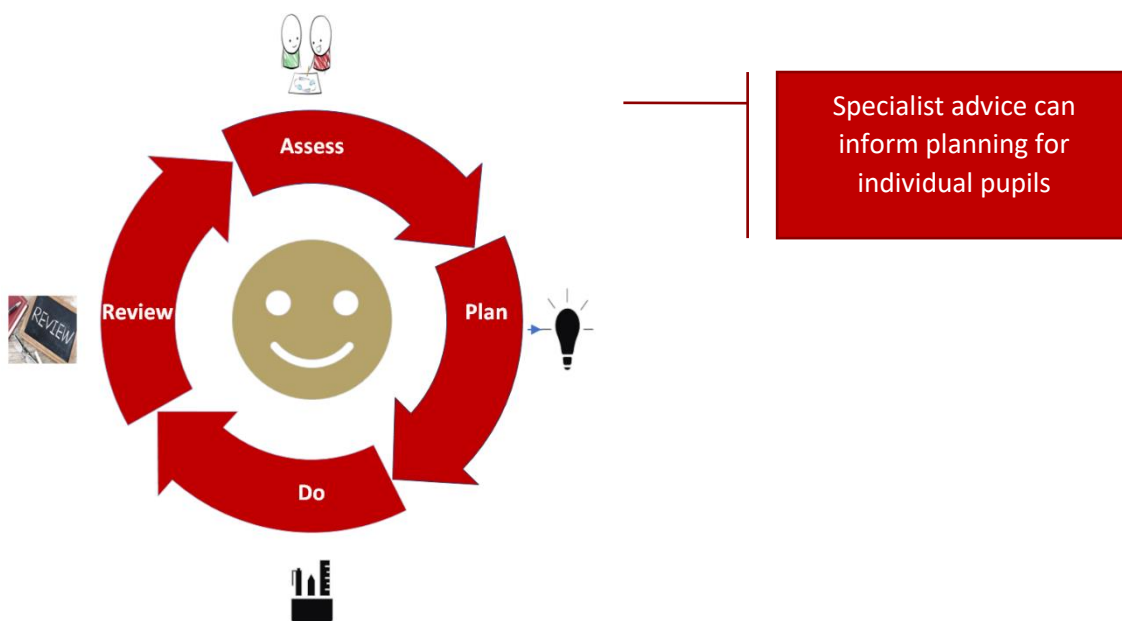 Assess
Specialist advice can
inform planning for
individual pupils
Review
Plan
REVIEW
Do